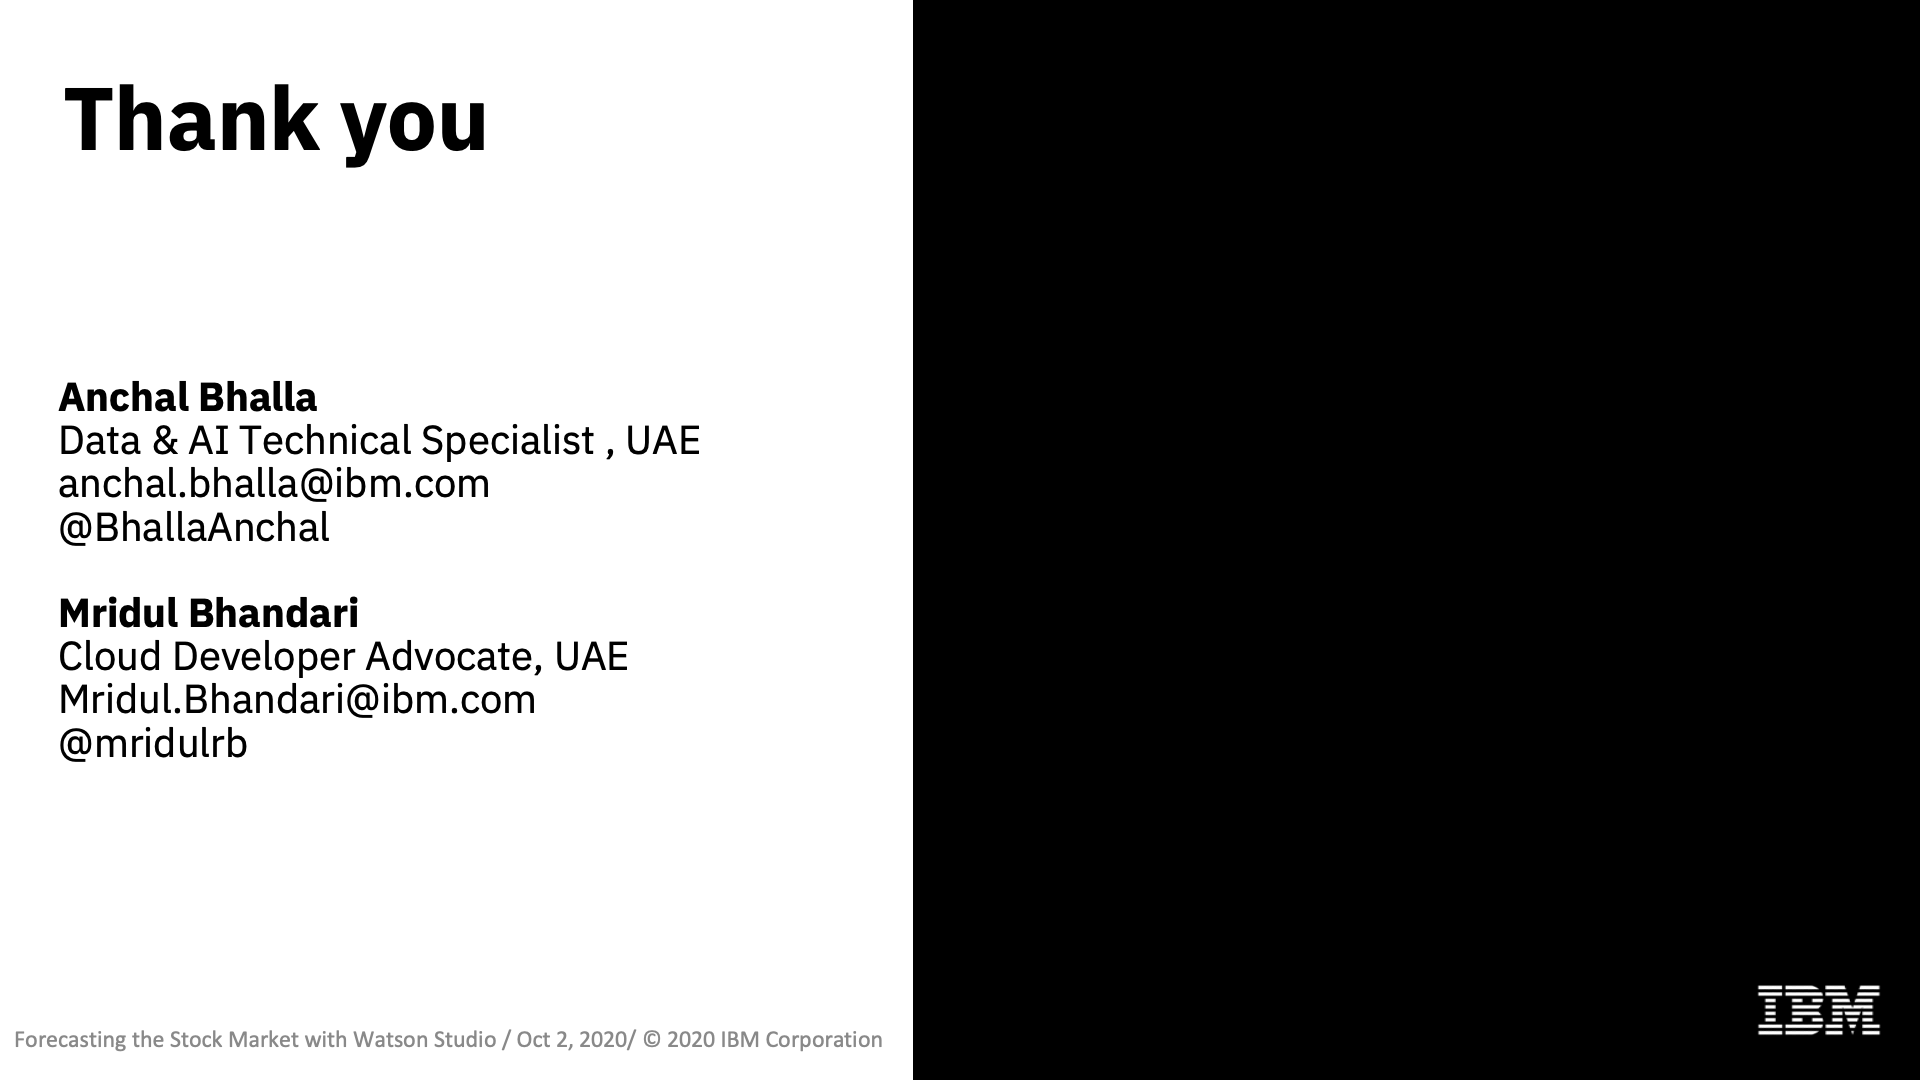 Thank you
Anchal Bhalla
Data & AI Technical Specialist , UAE
anchal.bhalla@ibm.com
@BhallaAnchal
Mridul Bhandari
Cloud Developer Advocate, UAE
Mridul.Bhandari@ibm.com
@mridulrb
Forecasting the Stock Market with Watson Studio / Oct 2, 2020/ © 2020 IBM Corporation
IBM